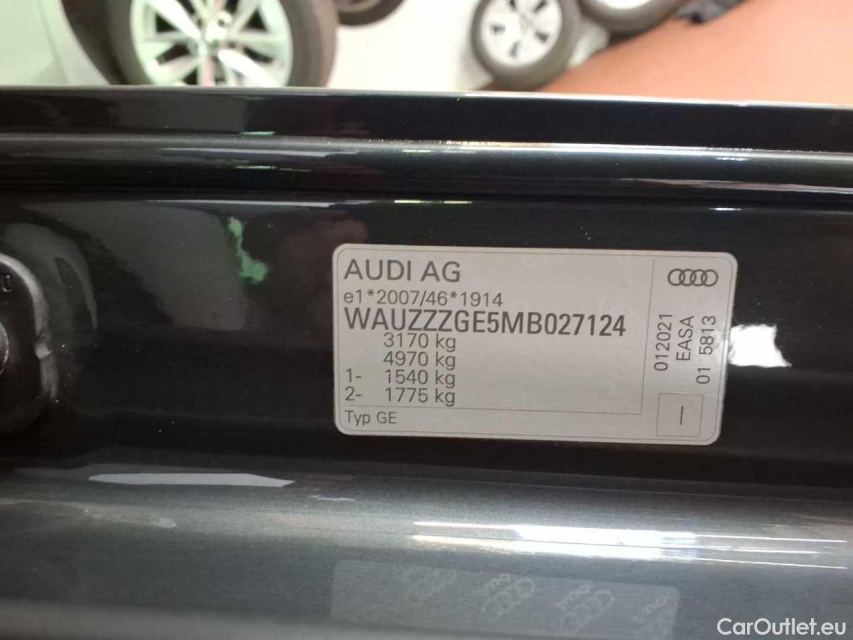 AUDI AG
e1*2007/46*1914
WAUZZZGE5MB027124
3170 kg
4970 kg
1- 1540 kg
2- 1775 kg
Typ GE
012021
EASA
01 5813
CarOutlet.eu